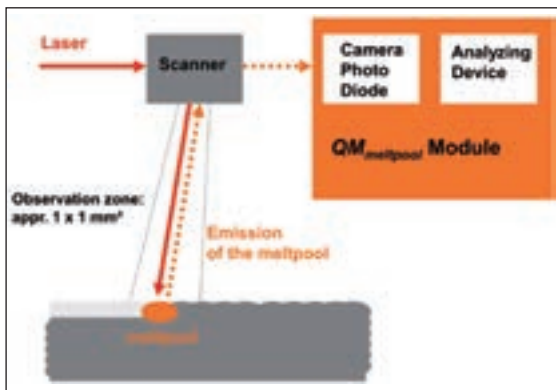 Laser
Scanner
Camera
Photo
Diode
Analyzing
Device
QMmeltpool Module
Observation zone:
appr. 1 x 1 mm²
Emission
of the meltpool
meltpool